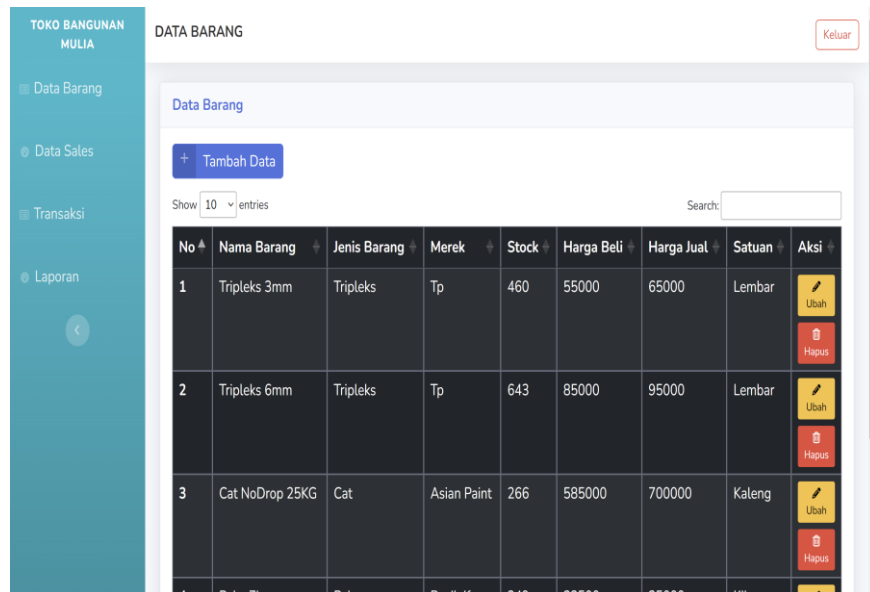 TOKO BANGUNAN
MULIA
DATA BARANG
Keluar
Data Barang
Data Sales
Transaksi
Laporan
Data Barang
+ Tambah Data
Show 10 entries
Search:
No Nama Barang Jenis Barang Merek Stock Harga Beli Harga Jual Satuan Aksi
1 Tripleks 3mm Tripleks Tp 460 55000 65000 Lembar Ubah
Hapus
2 Tripleks 6mm Tripleks Tp 643 85000 95000 Lembar Ubah
Hapus
3 Cat NoDrop 25KG Cat Asian Paint 266 585000 700000 Kaleng Ubah
Hapus